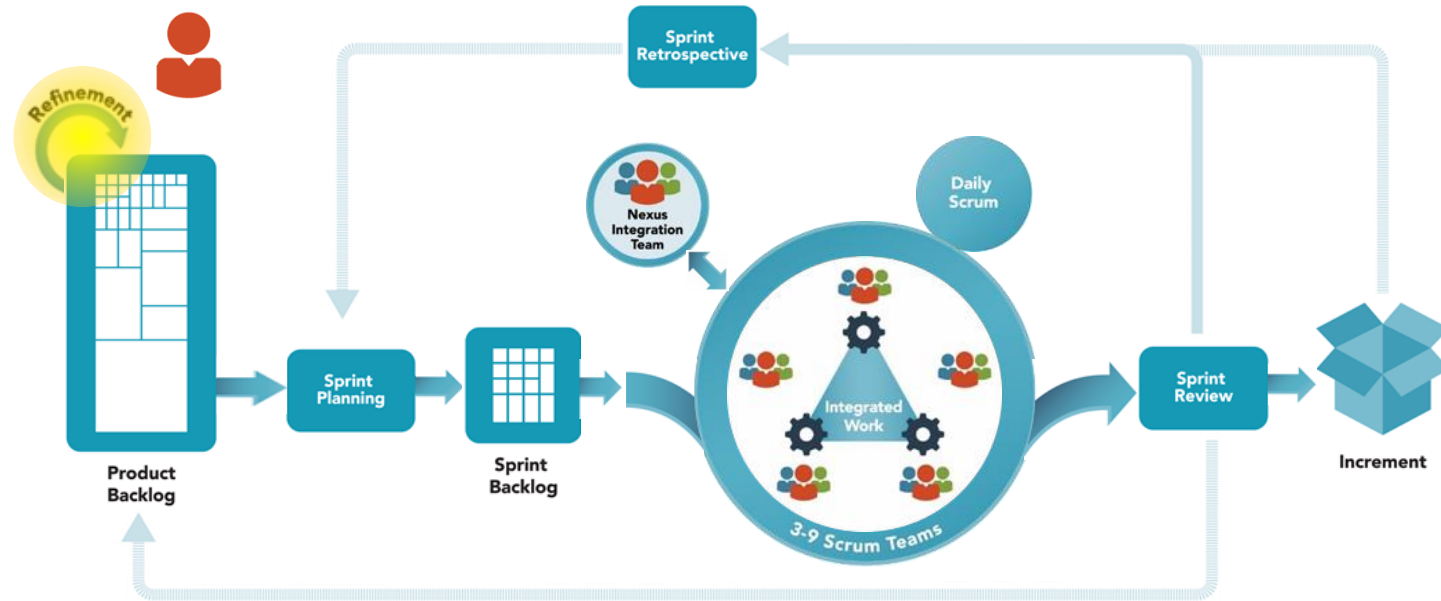 Sprint
Retrospective
Refinement
Nexus
Integration
Team
Daily
Scrum
Sprint
Planning
Integrated
Work
Sprint
Review
Product
Backlog
Sprint
Backlog
3-9 Scrum Teams
Increment